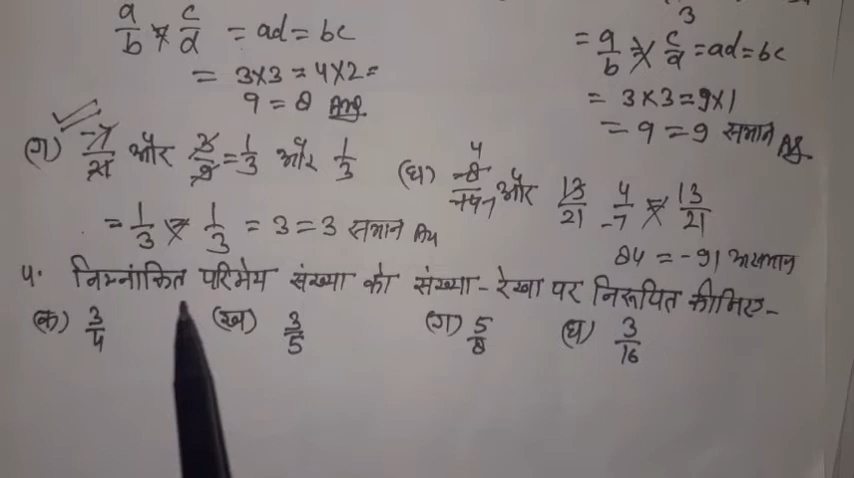 a/b × c/d = ad = bc
= 3×3 = 4×2 =
9 = 8 Ans
3
= a/b × c/d = ad = bc
= 3×3 = 9×1
= 9 = 9 समान
(ग) -7/21 और 3/9 = 1/3 और 1/3
= 1/3 × 1/3 = 3 = 3 समान
(घ) -8/-14 और 13/21 4/-7 × 13/21
4
84 = -91 असमान
५. निम्नांकित परिमेय संख्या को संख्या-रेखा पर निरूपित कीजिए-
(क) 3/4 (ख) 3/5 (ग) 5/8 (घ) 3/16